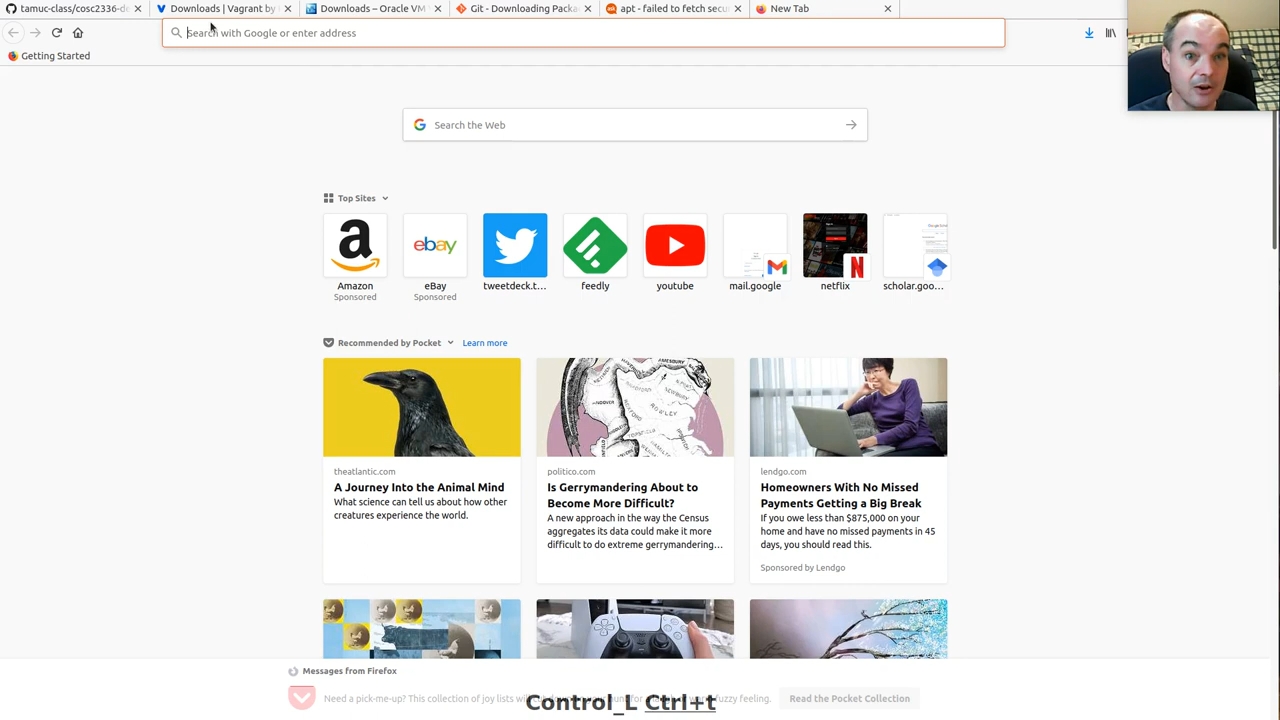 tamuc-class/cosc2336-de
Downloads | Vagrant by
Downloads – Oracle VM
Git - Downloading Packa
apt - failed to fetch secur
New Tab
Search with Google or enter address
Getting Started
Search the Web
Top Sites
Amazon
Sponsored
eBay
Sponsored
tweetdeck.t...
feedly
youtube
mail.google
netflix
scholar.goo...
Recommended by Pocket
Learn more
theatlantic.com
A Journey Into the Animal Mind
What science can tell us about how other
creatures experience the world.
politico.com
Is Gerrymandering About to
Become More Difficult?
A new approach in the way the Census
aggregates its data could make it more
difficult to do extreme gerrymandering...
lendgo.com
Homeowners With No Missed
Payments Getting a Big Break
If you owe less than $875,000 on your
home and have no missed payments in 45
days, you should read this.
Sponsored by Lendgo
Messages from Firefox
Need a pick-me-up? This collection of joy lists will fuzzy feeling.
Read the Pocket Collection
Control_L Ctrl+t